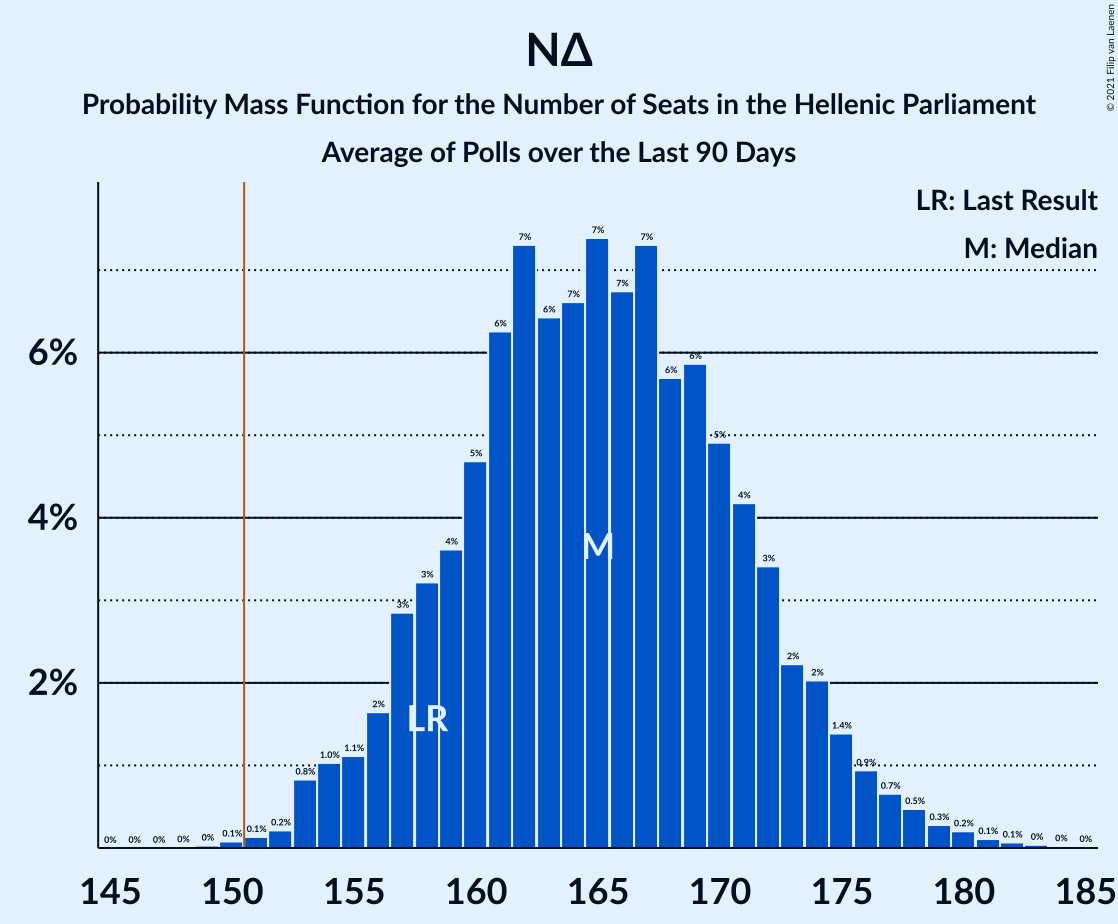 NΔ
Probability Mass Function for the Number of Seats in the Hellenic Parliament
Average of Polls over the Last 90 Days
© 2021 Filip van Laenen
LR: Last Result
M: Median
6%
4%
2%
0% 0% 0% 0% 0% 0.1% 0.1% 0.2% 0.8% 1.0% 1.1% 2% 3% 3% 4% 5% 6% 7% 6% 7% 7% 7% 7% 6% 6% 5% 4% 3% 2% 2% 1.4% 0.9% 0.7% 0.5% 0.3% 0.2% 0.1% 0.1% 0% 0% 0%
M
LR
145 150 155 160 165 170 175 180 185